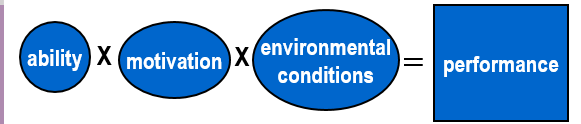 ability X motivation X environmental conditions = performance